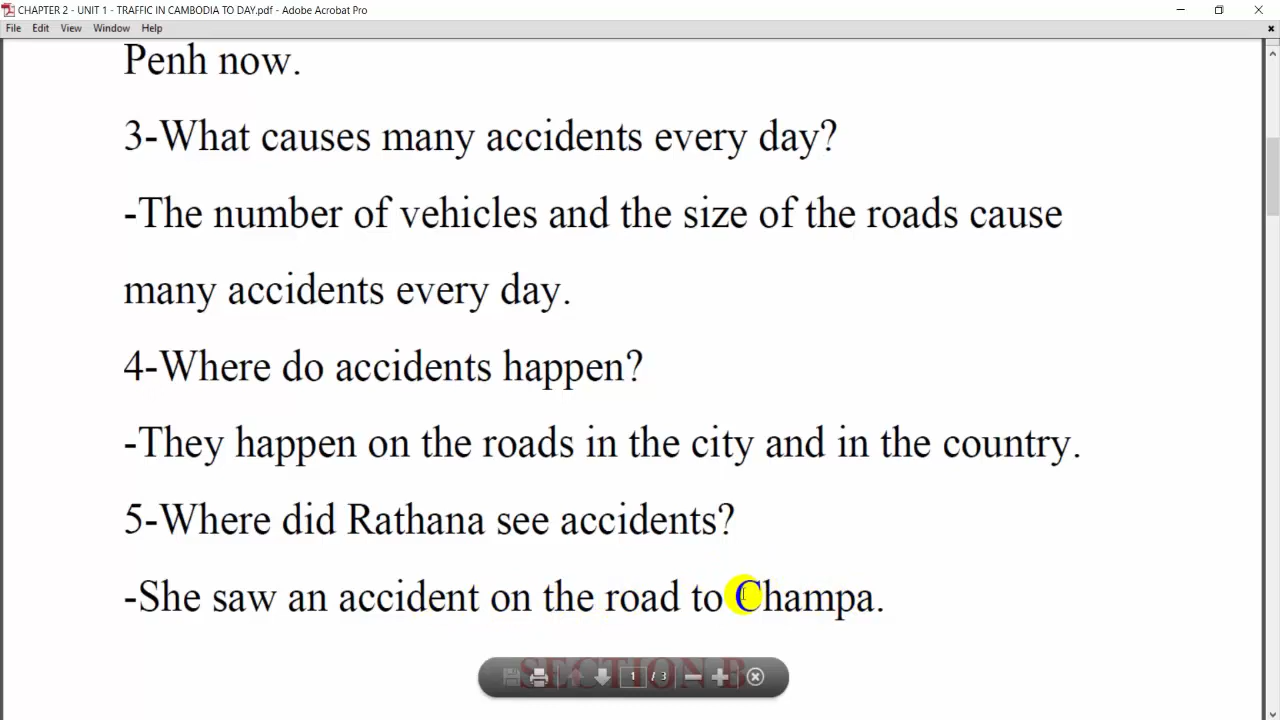 CHAPTER 2 - UNIT 1 - TRAFFIC IN CAMBODIA TO DAY.pdf - Adobe Acrobat Pro
File Edit View Window Help
Penh now.
3-What causes many accidents every day?
-The number of vehicles and the size of the roads cause
many accidents every day.
4-Where do accidents happen?
-They happen on the roads in the city and in the country.
5-Where did Rathana see accidents?
-She saw an accident on the road to Champa.
SECTION B
1 / 3